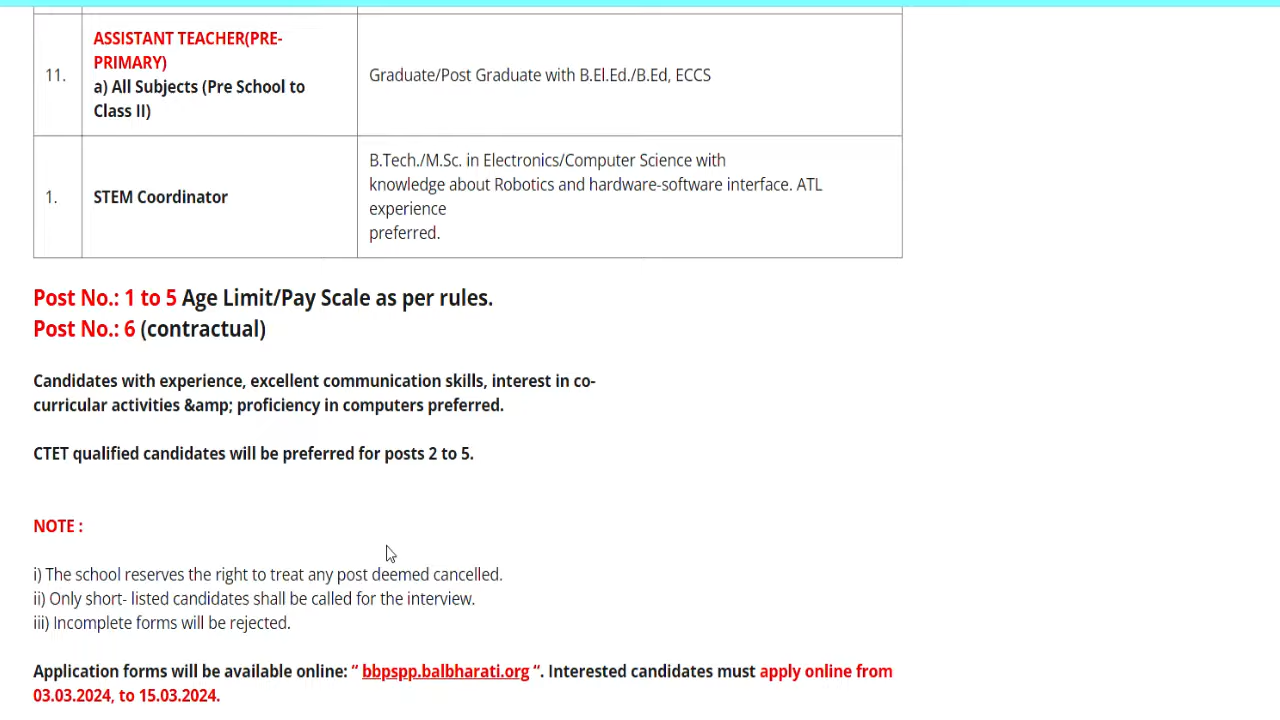 ASSISTANT TEACHER(PRE-
PRIMARY)
11.
Graduate/Post Graduate with B.El.Ed./B.Ed, ECCS
a) All Subjects (Pre School to
Class II)
B.Tech./M.Sc. in Electronics/Computer Science with
knowledge about Robotics and hardware-software interface. ATL
1.
STEM Coordinator
experience
preferred.
Post No.: 1 to 5 Age Limit/Pay Scale as per rules.
Post No.: 6 (contractual)
Candidates with experience, excellent communication skills, interest in co-
curricular activities &amp; proficiency in computers preferred.
CTET qualified candidates will be preferred for posts 2 to 5.
NOTE :
i) The school reserves the right to treat any post deemed cancelled.
ii) Only short- listed candidates shall be called for the interview.
iii) Incomplete forms will be rejected.
Application forms will be available online: “ bbpspp.balbharati.org “. Interested candidates must apply online from
03.03.2024, to 15.03.2024.